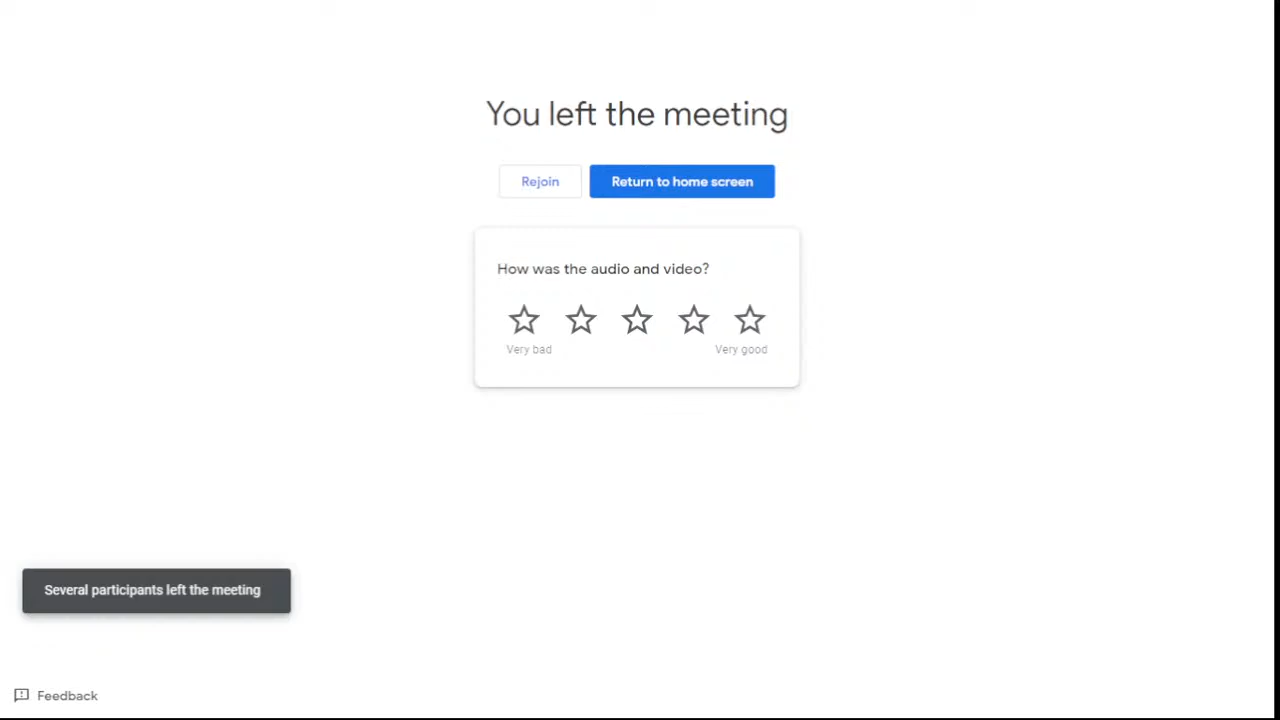 You left the meeting
Rejoin
Return to home screen
How was the audio and video?
Very bad
Very good
Several participants left the meeting
Feedback